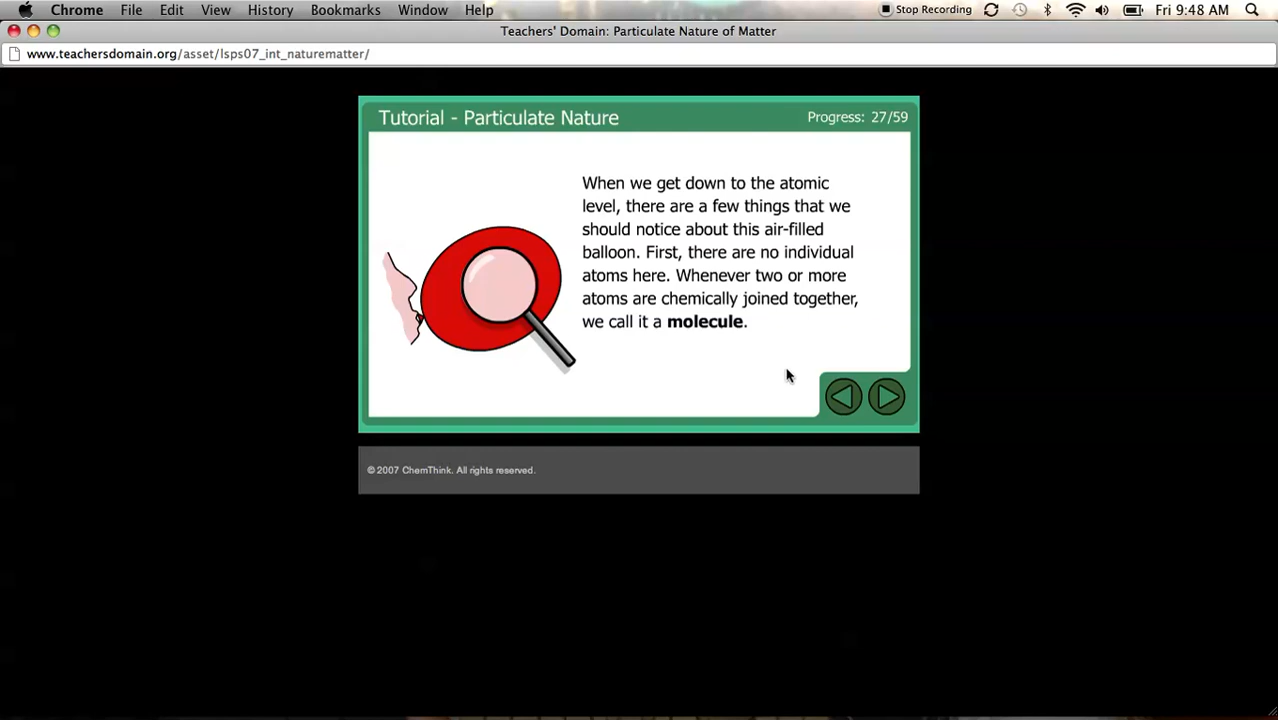 Chrome File Edit View History Bookmarks Window Help Stop Recording Fri 9:48 AM
Teachers' Domain: Particulate Nature of Matter
www.teachersdomain.org/asset/lsps07_int_naturematter/
Tutorial - Particulate Nature Progress: 27/59
When we get down to the atomic
level, there are a few things that we
should notice about this air-filled
balloon. First, there are no individual
atoms here. Whenever two or more
atoms are chemically joined together,
we call it a molecule.
© 2007 ChemThink. All rights reserved.